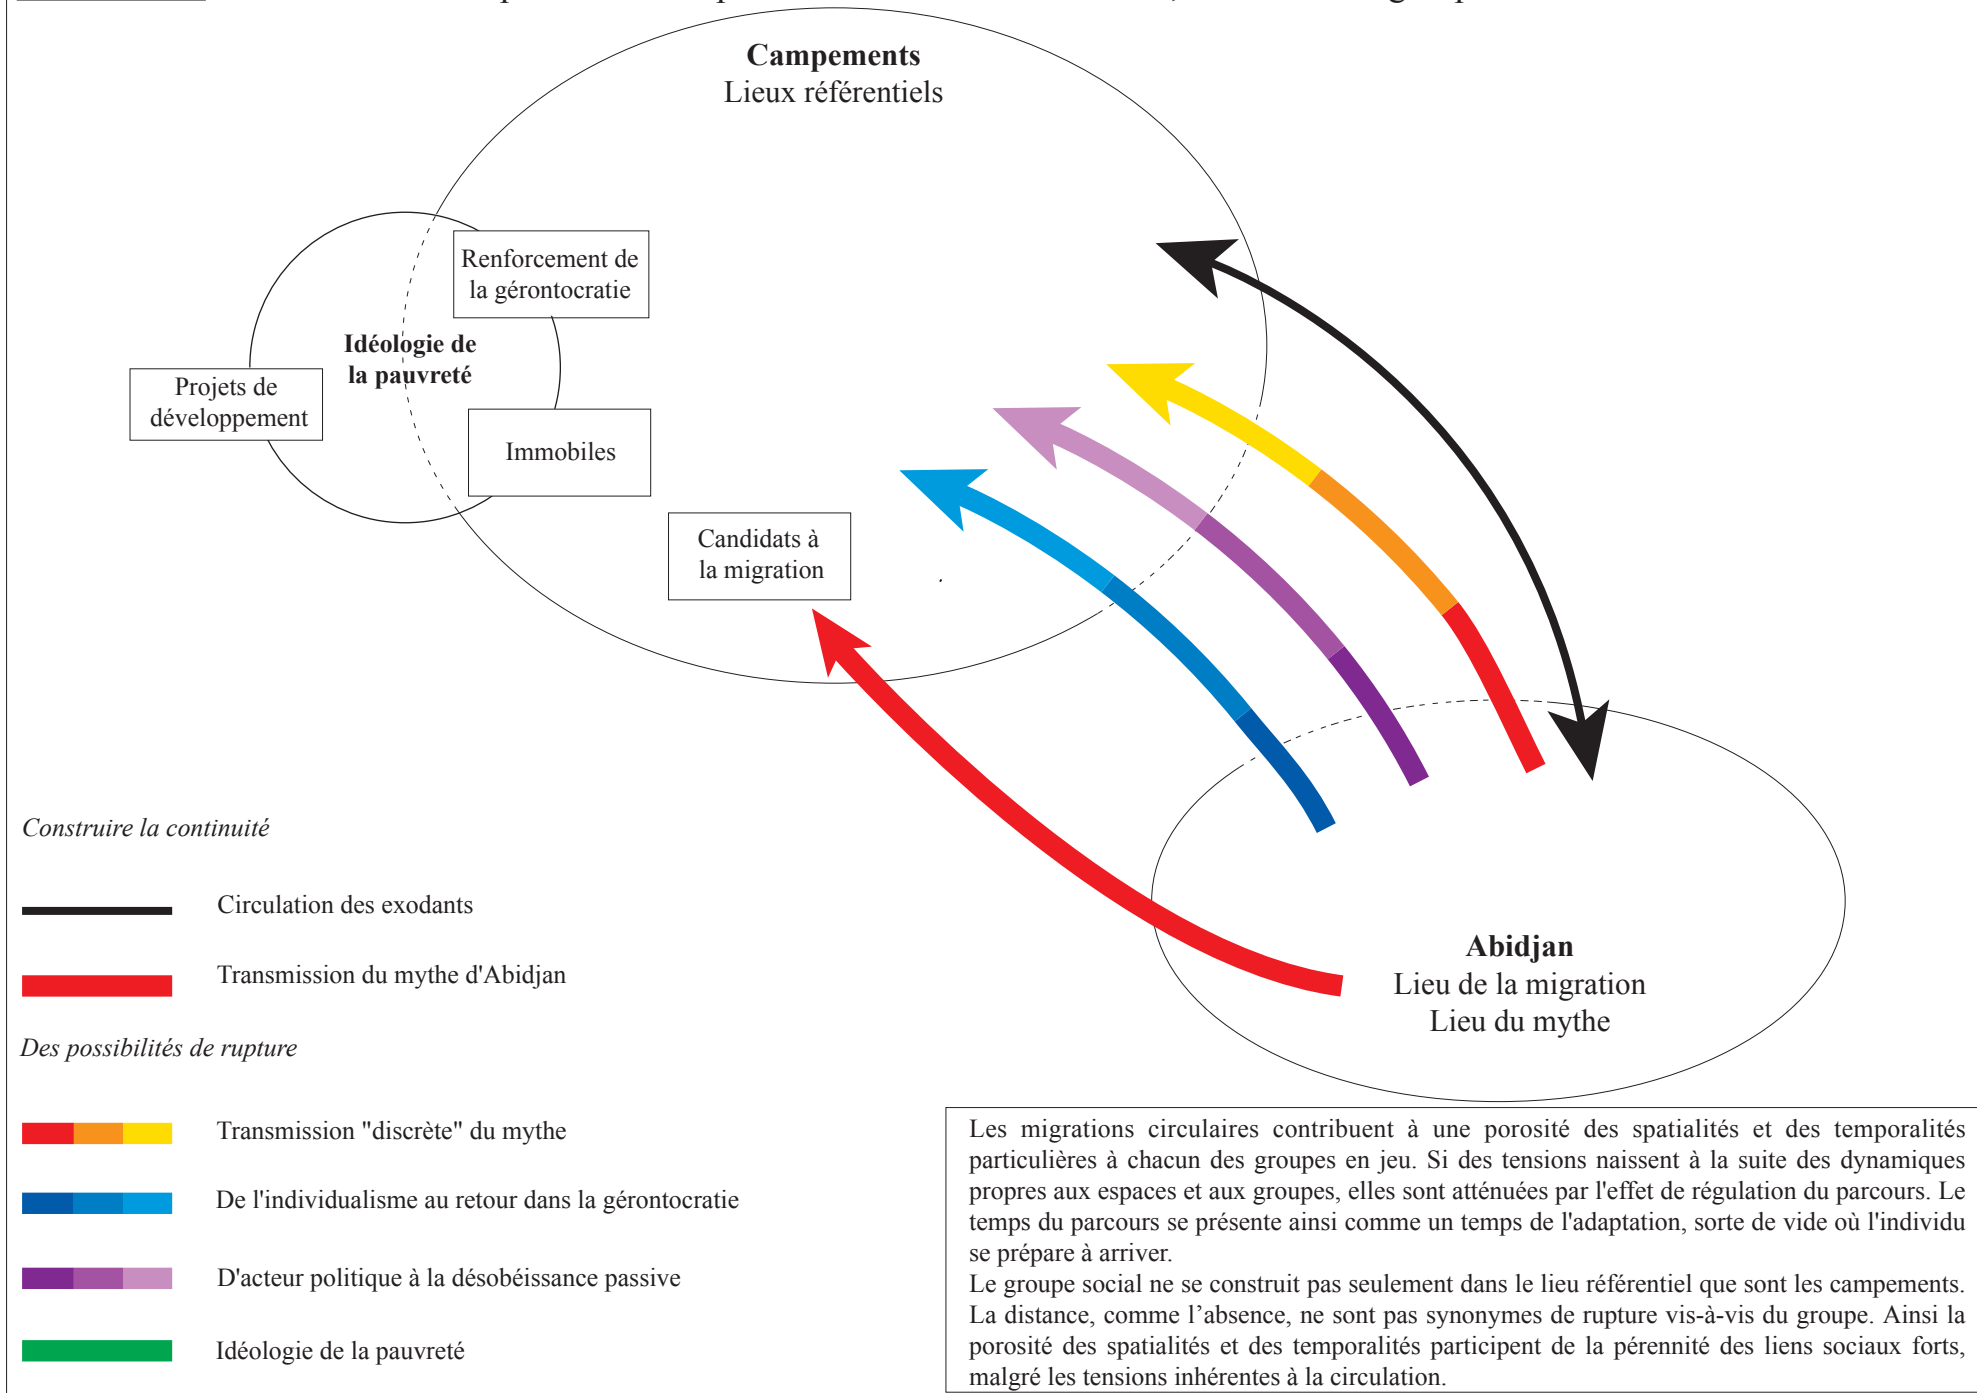 Campements
Lieux référentiels
Renforcement de
la gérontocratie
Idéologie de
la pauvreté
Projets de
développement
Immobiles
Candidats à
la migration
Abidjan
Lieu de la migration
Lieu du mythe
Construire la continuité
Circulation des exodants
Transmission du mythe d'Abidjan
Des possibilités de rupture
Transmission "discrète" du mythe
De l'individualisme au retour dans la gérontocratie
D'acteur politique à la désobéissance passive
Idéologie de la pauvreté
Les migrations circulaires contribuent à une porosité des spatialités et des temporalités
particulières à chacun des groupes en jeu. Si des tensions naissent à la suite des dynamiques
propres aux espaces et aux groupes, elles sont atténuées par l'effet de régulation du parcours. Le
temps du parcours se présente ainsi comme un temps de l'adaptation, sorte de vide où l'individu
se prépare à arriver.
Le groupe social ne se construit pas seulement dans le lieu référentiel que sont les campements.
La distance, comme l’absence, ne sont pas synonymes de rupture vis-à-vis du groupe. Ainsi la
porosité des spatialités et des temporalités participent de la pérennité des liens sociaux forts,
malgré les tensions inhérentes à la circulation.